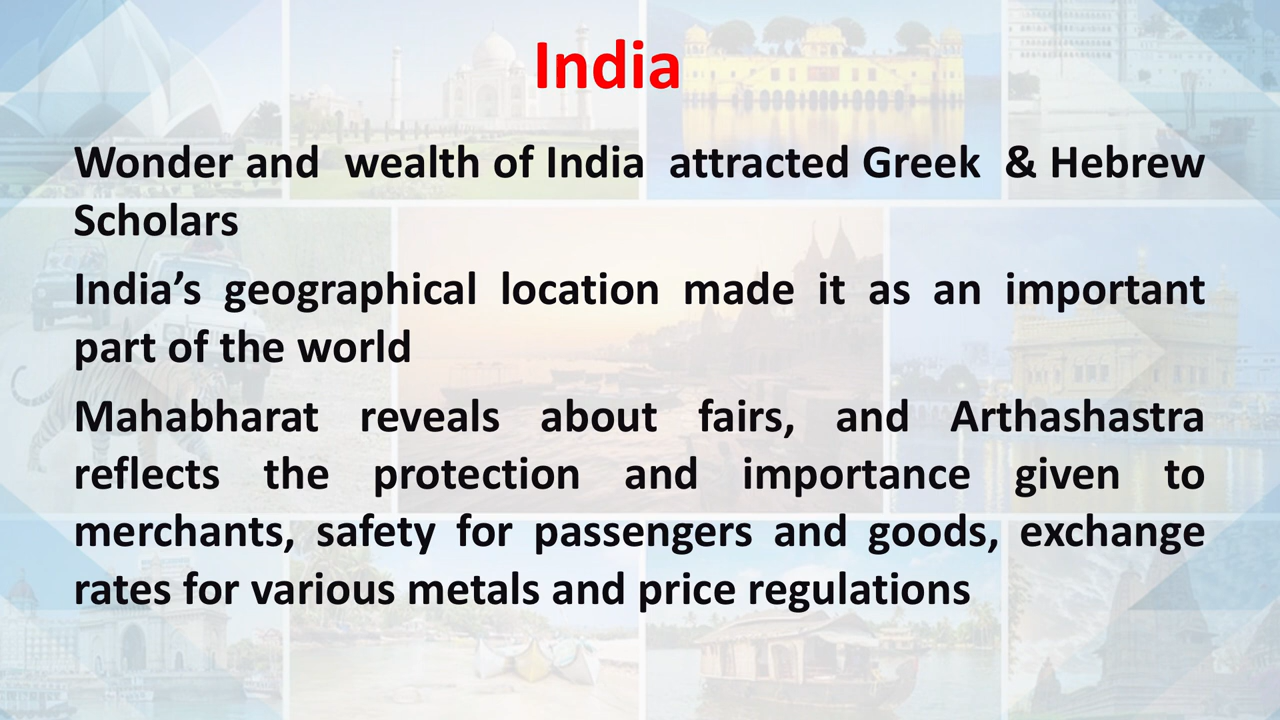 India
Wonder and wealth of India attracted Greek & Hebrew
Scholars
India’s geographical location made it as an important
part of the world
Mahabharat reveals about fairs, and Arthashastra
reflects the protection and importance given to
merchants, safety for passengers and goods, exchange
rates for various metals and price regulations